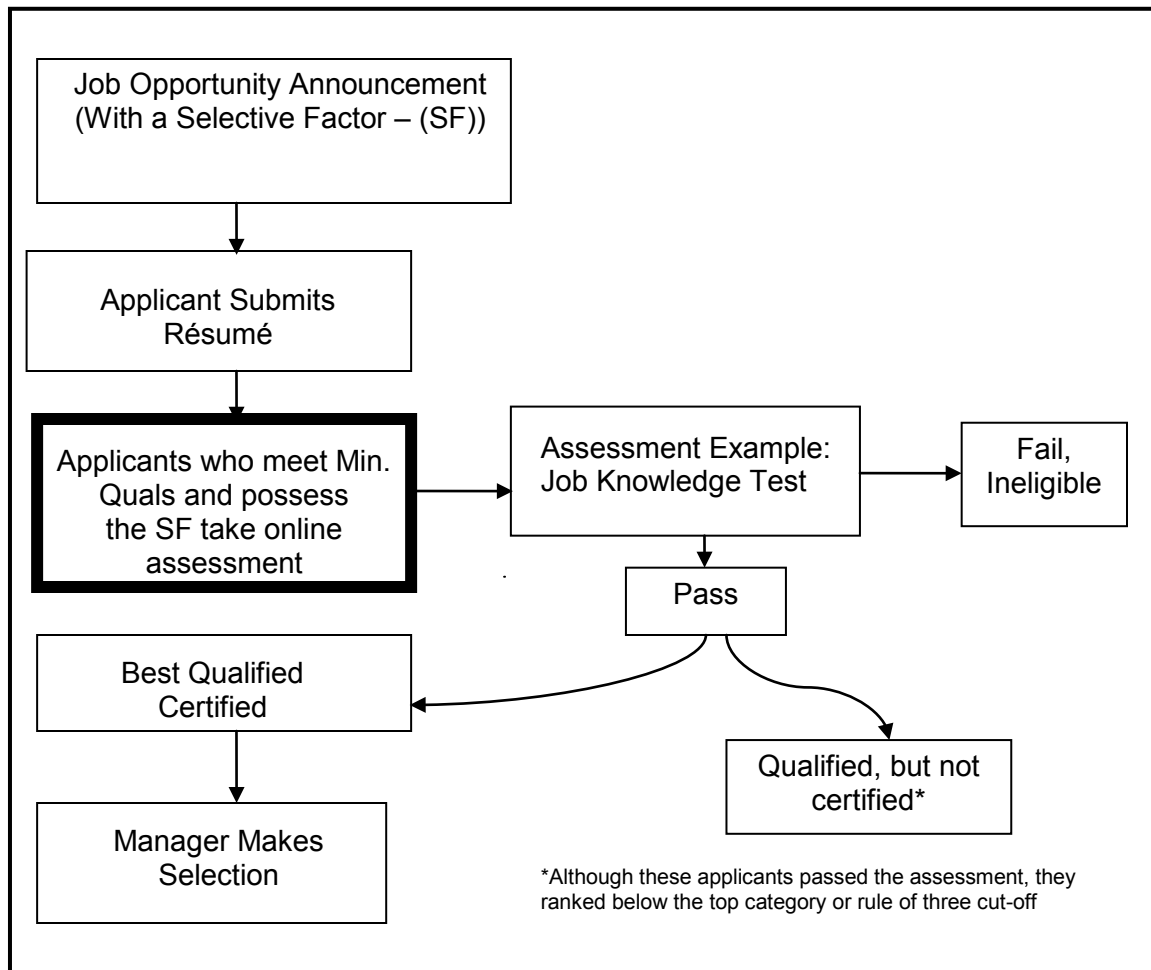 Job Opportunity Announcement
(With a Selective Factor – (SF))
Applicant Submits
Résumé
Applicants who meet Min.
Quals and possess
the SF take online
assessment
Assessment Example:
Job Knowledge Test
Fail,
Ineligible
Pass
Best Qualified
Certified
Qualified, but not
certified*
Manager Makes
Selection
*Although these applicants passed the assessment, they
ranked below the top category or rule of three cut-off